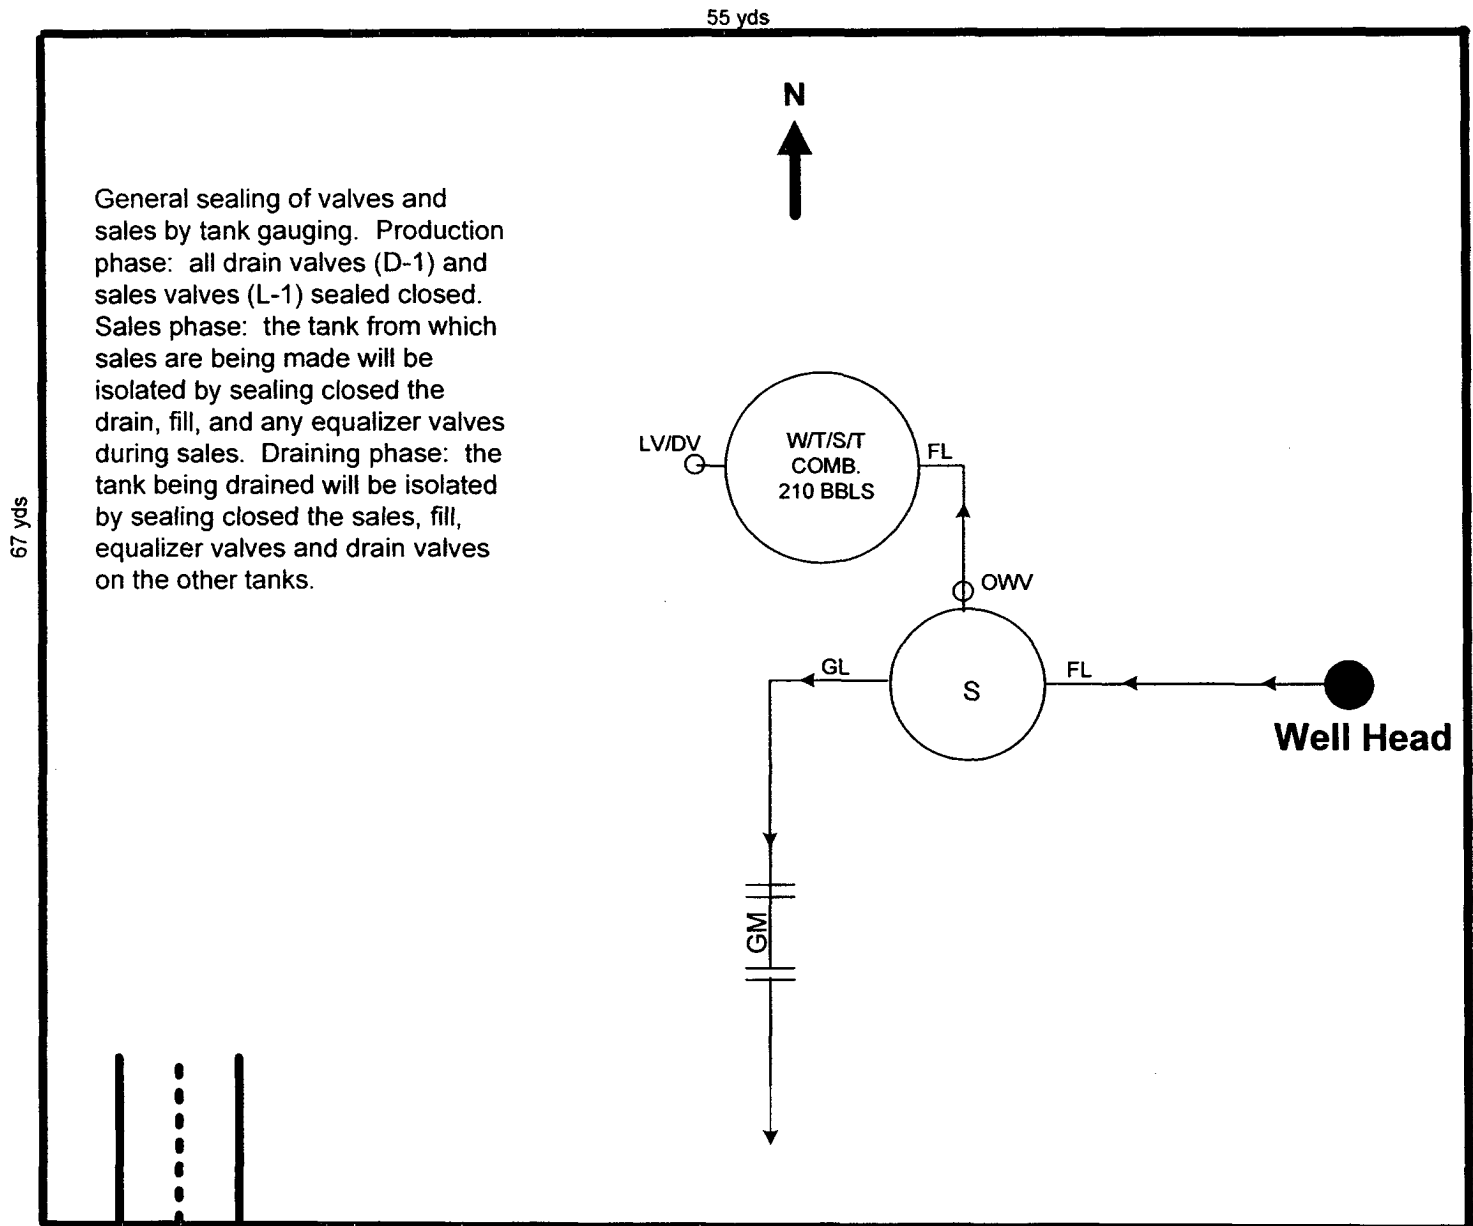 55 yds
N
General sealing of valves and
sales by tank gauging. Production
phase: all drain valves (D-1) and
sales valves (L-1) sealed closed.
Sales phase: the tank from which
sales are being made will be
isolated by sealing closed the
drain, fill, and any equalizer valves
during sales. Draining phase: the
tank being drained will be isolated
by sealing closed the sales, fill,
equalizer valves and drain valves
on the other tanks.
67 yds
LV/DV
W/T/S/T
COMB.
210 BBLS
FL
OWV
GL
S
FL
Well Head
GM